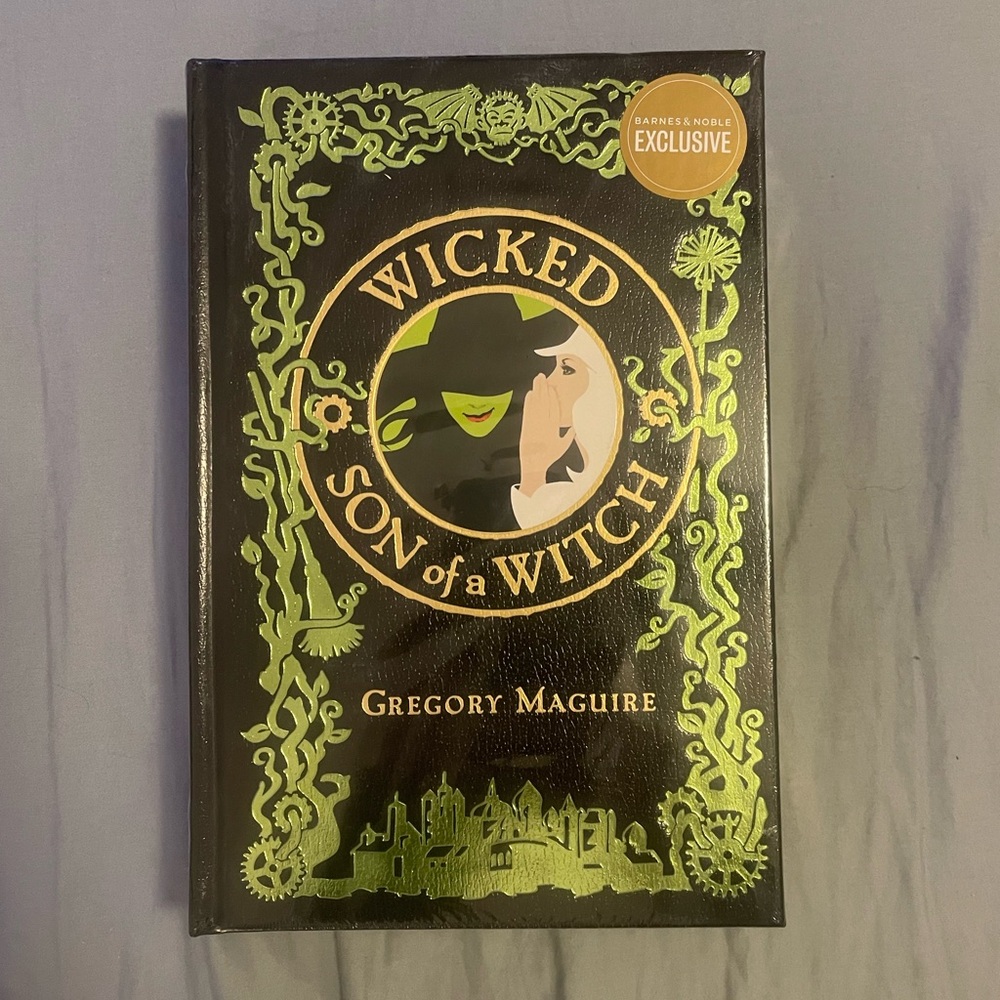 BARNES & NOBLE
EXCLUSIVE
WICKED
SON of a WITCH
GREGORY MAGUIRE